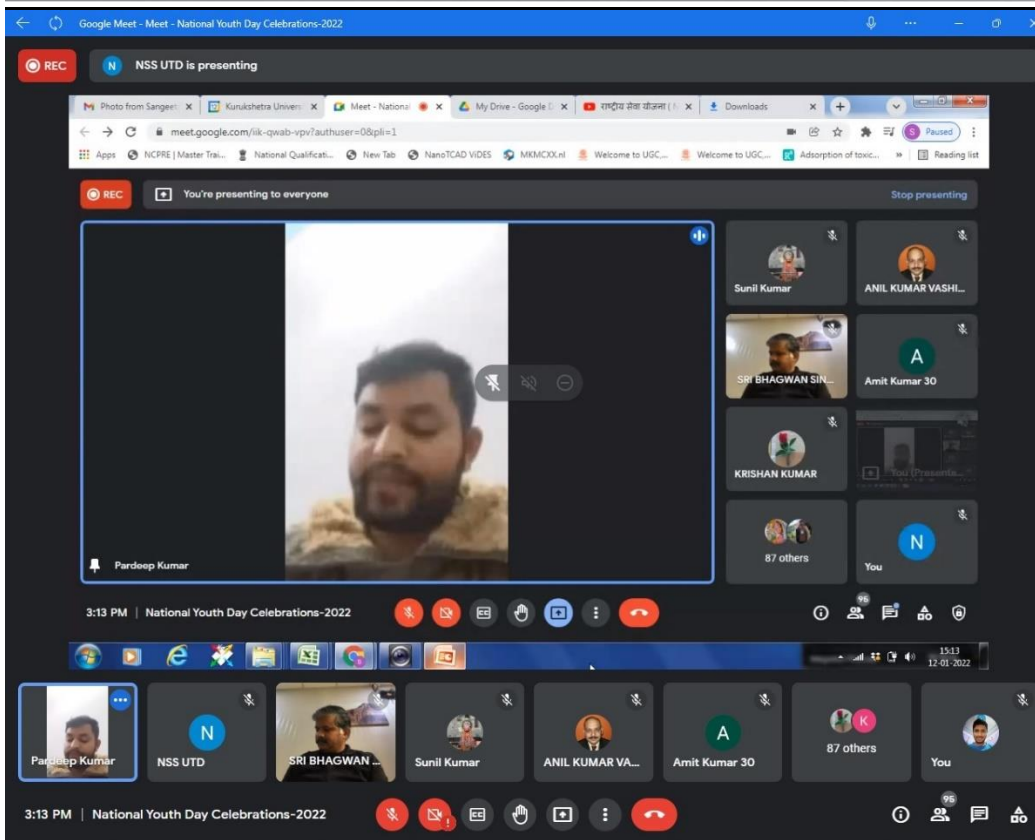 Google Meet - Meet - National Youth Day Celebrations-2022
REC
N
NSS UTD is presenting
Photo from Sangeet
Kurukshetra Univers
Meet - National
My Drive - Google D
राष्ट्रीय सेवा योजना (
Downloads
meet.google.com/iik-qwab-vpv?authuser=0&pli=1
S
Paused
Apps
NCPRE | Master Trai...
National Qualificati...
New Tab
NanoTCAD ViDES
MKMCXX.nl
Welcome to UGC,...
Welcome to UGC,...
Adsorption of toxic...
Reading list
REC
You're presenting to everyone
Stop presenting
Sunil Kumar
ANIL KUMAR VASHI...
SRI BHAGWAN SIN...
A
Amit Kumar 30
KRISHAN KUMAR
You (Presenta...
87 others
N
You
Pardeep Kumar
3:13 PM | National Youth Day Celebrations-2022
CC
96
15:13
12-01-2022
Pardeep Kumar
N
NSS UTD
SRI BHAGWAN ...
Sunil Kumar
ANIL KUMAR VA...
A
Amit Kumar 30
K
87 others
You
3:13 PM | National Youth Day Celebrations-2022
CC
96